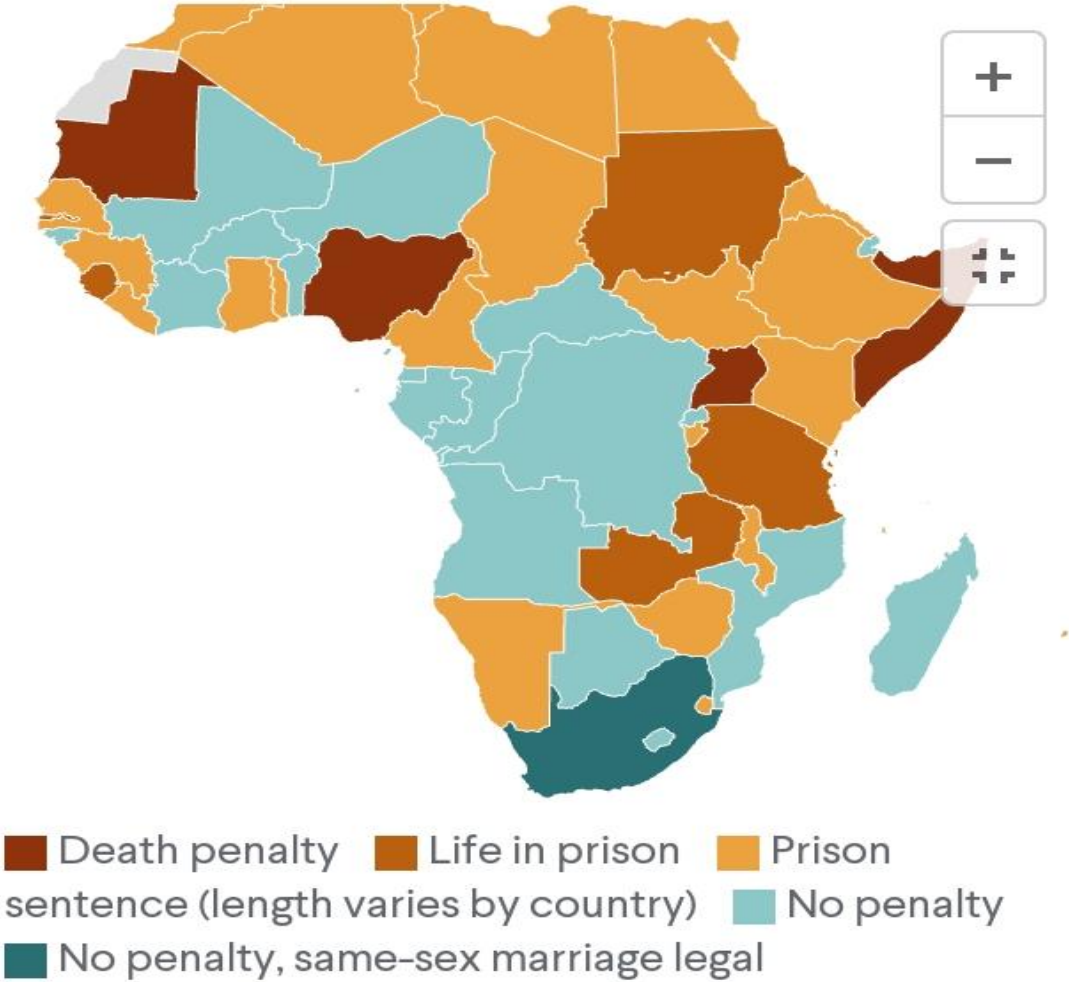 +
−
Death penalty Life in prison Prison
sentence (length varies by country) No penalty
No penalty, same-sex marriage legal